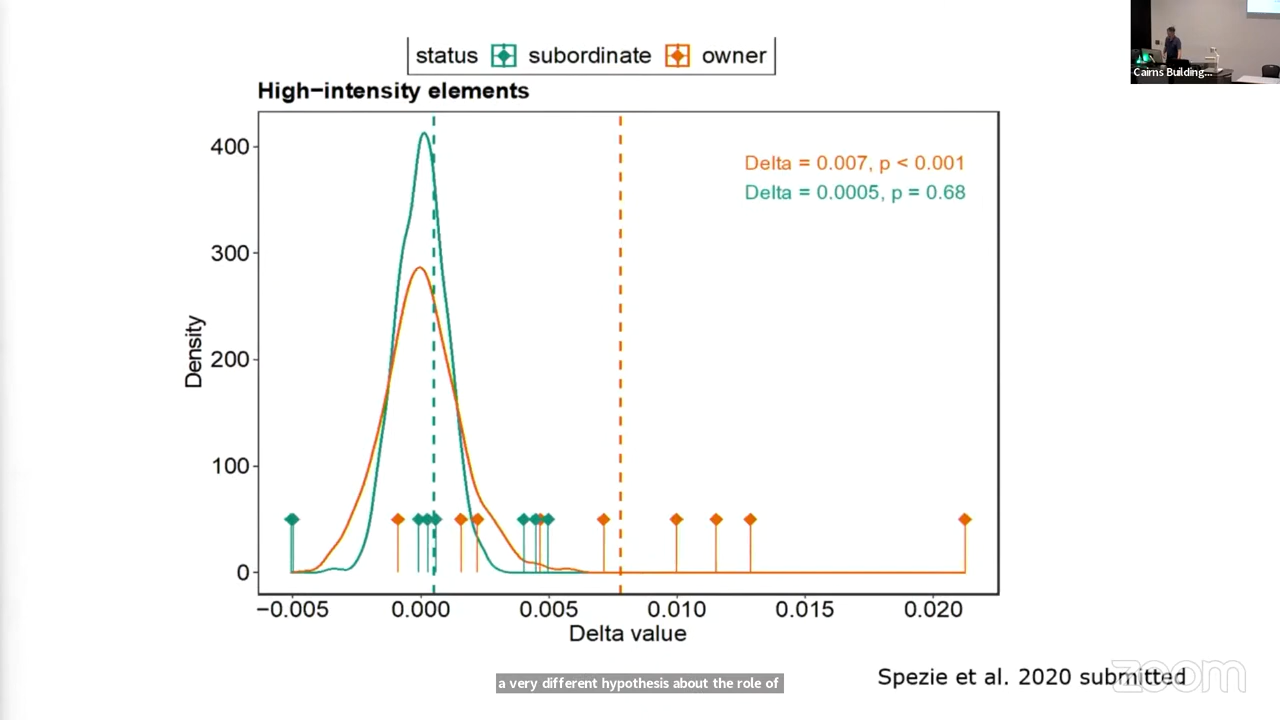 status subordinate owner
High−intensity elements
Cairns Building...
Delta = 0.007, p < 0.001
Delta = 0.0005, p = 0.68
400
300
200
100
0
Density
−0.005 0.000 0.005 0.010 0.015 0.020
Delta value
Spezie et al. 2020 submitted
zoom
a very different hypothesis about the role of